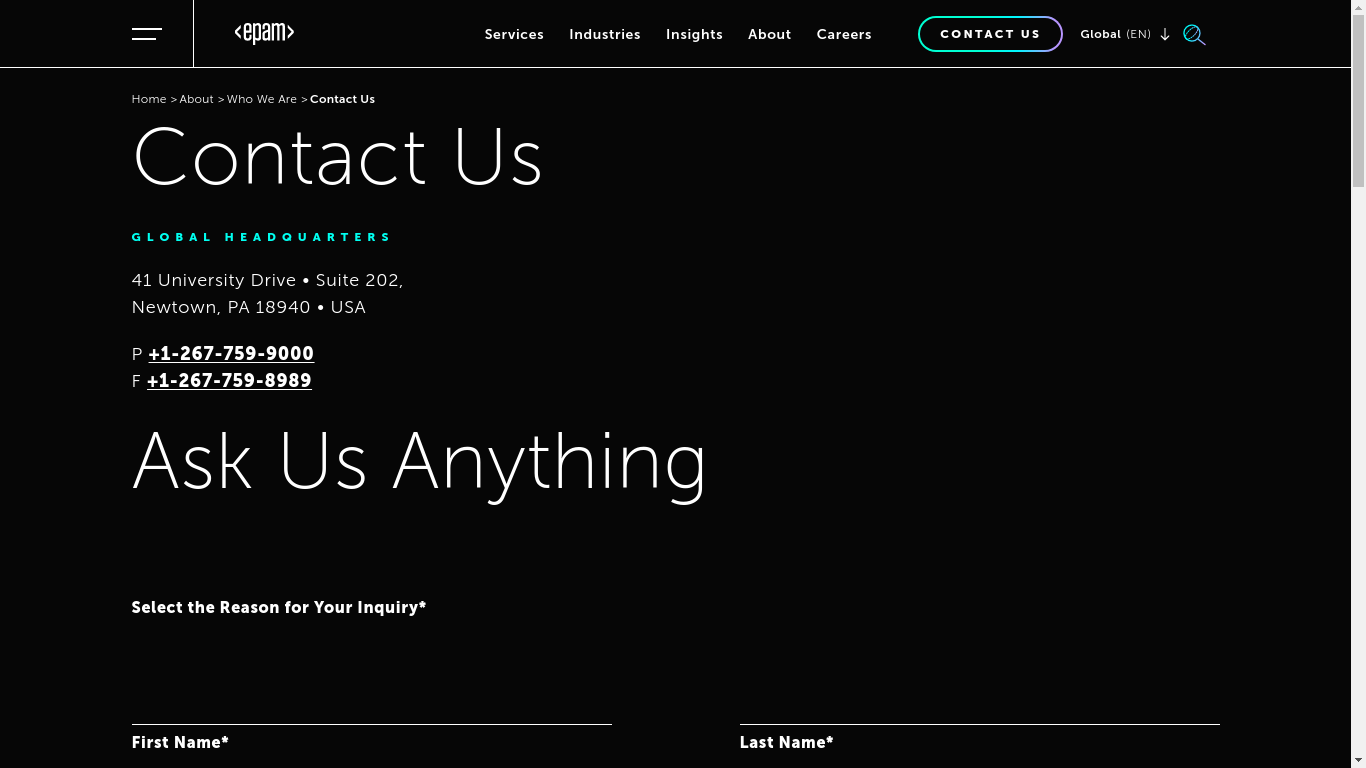 <epam>
Services Industries Insights About Careers CONTACT US Global (EN)
Home > About > Who We Are > Contact Us
Contact Us
GLOBAL HEADQUARTERS
41 University Drive • Suite 202,
Newtown, PA 18940 • USA
P +1-267-759-9000
F +1-267-759-8989
Ask Us Anything
Select the Reason for Your Inquiry*
First Name* Last Name*